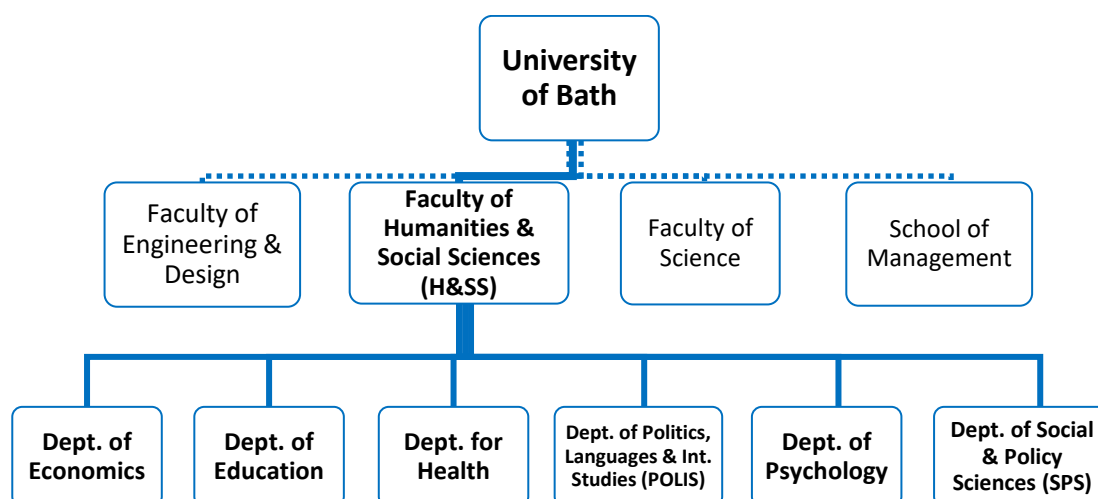 University
of Bath
Faculty of
Engineering &
Design
Faculty of
Humanities &
Social Sciences
(H&SS)
Faculty of
Science
School of
Management
Dept. of
Economics
Dept. of
Education
Dept. for
Health
Dept. of Politics,
Languages & Int.
Studies (POLIS)
Dept. of
Psychology
Dept. of Social
& Policy
Sciences (SPS)